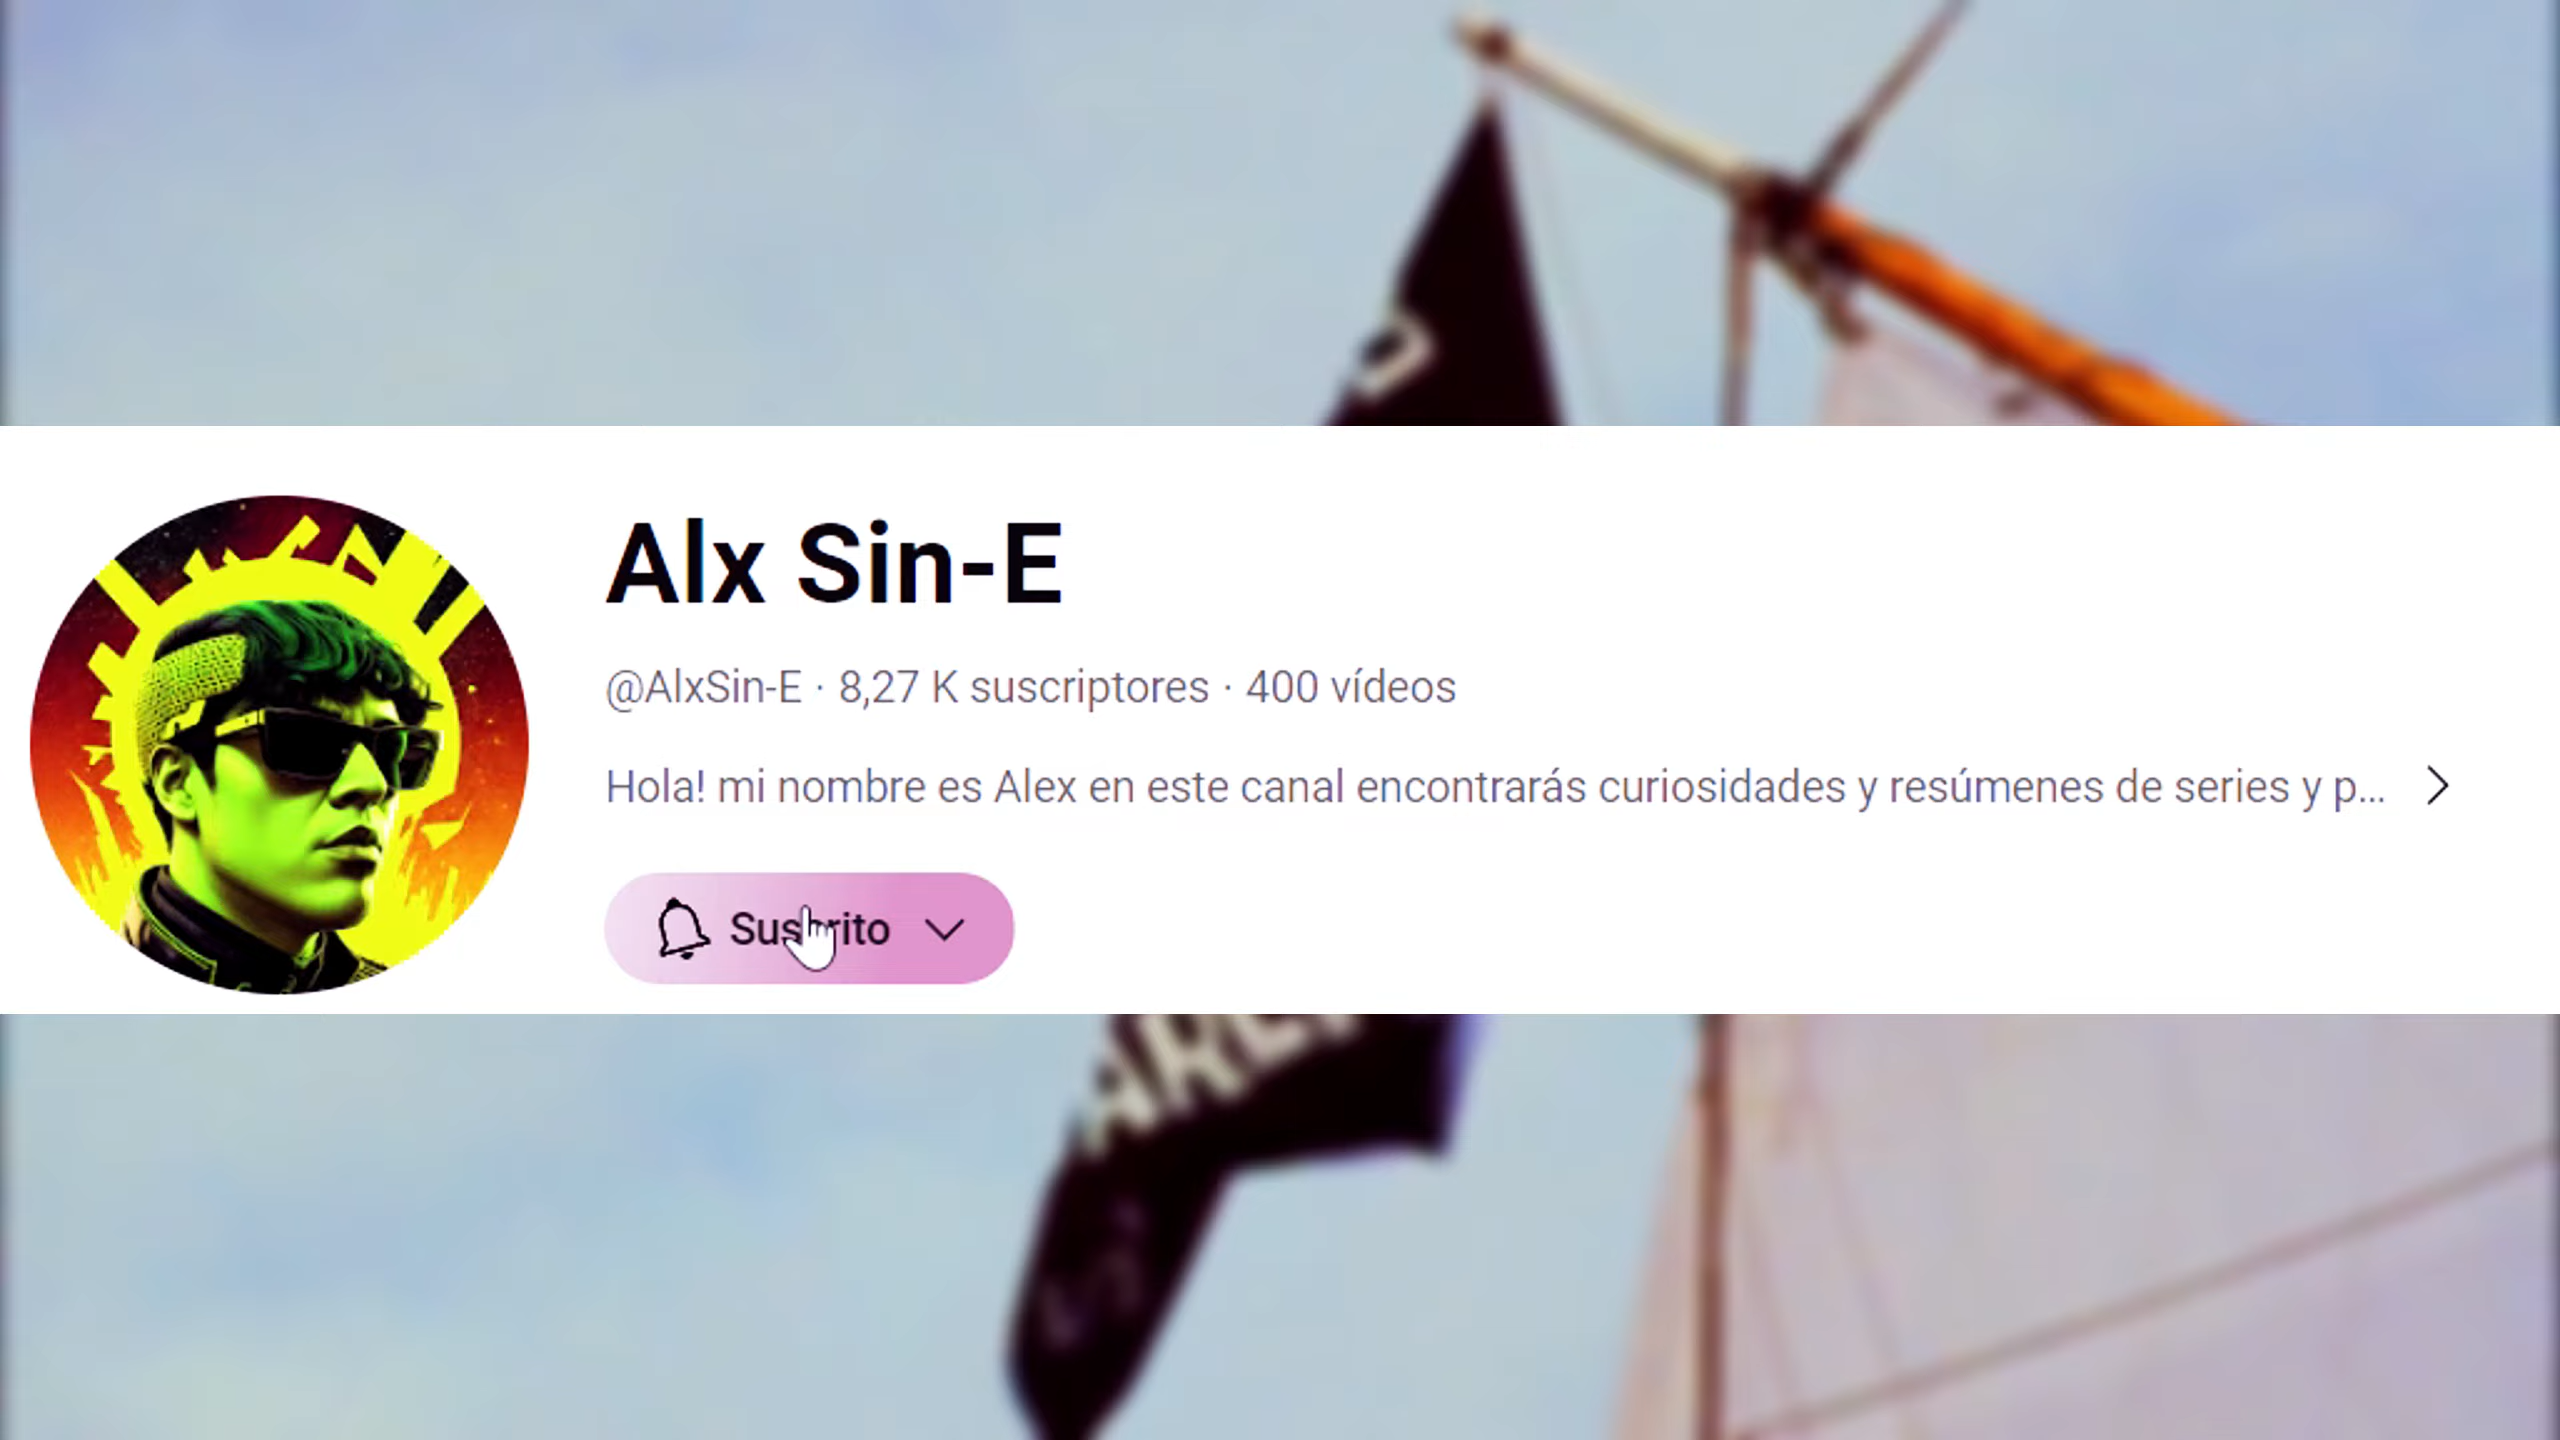 Alx Sin-E
@AlxSin-E · 8,27 K suscriptores · 400 vídeos
Hola! mi nombre es Alex en este canal encontrarás curiosidades y resúmenes de series y p...
Suscrito